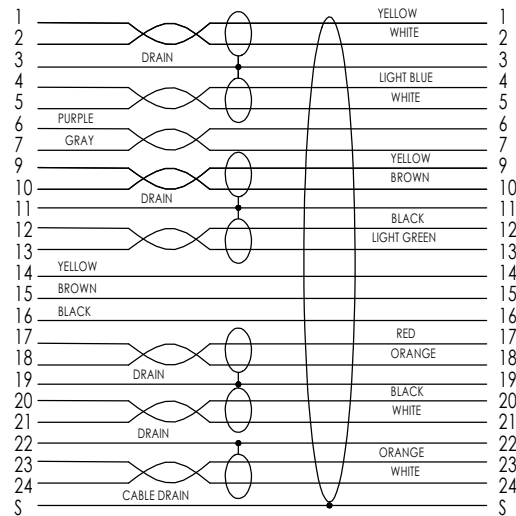 1 YELLOW 1
2 WHITE 2
3 DRAIN 3
4 LIGHT BLUE 4
5 WHITE 5
6 PURPLE 6
7 GRAY 7
9 YELLOW 9
10 BROWN 10
11 DRAIN 11
12 BLACK 12
13 LIGHT GREEN 13
14 YELLOW 14
15 BROWN 15
16 BLACK 16
17 RED 17
18 ORANGE 18
19 DRAIN 19
20 BLACK 20
21 WHITE 21
22 DRAIN 22
23 ORANGE 23
24 WHITE 24
S CABLE DRAIN S